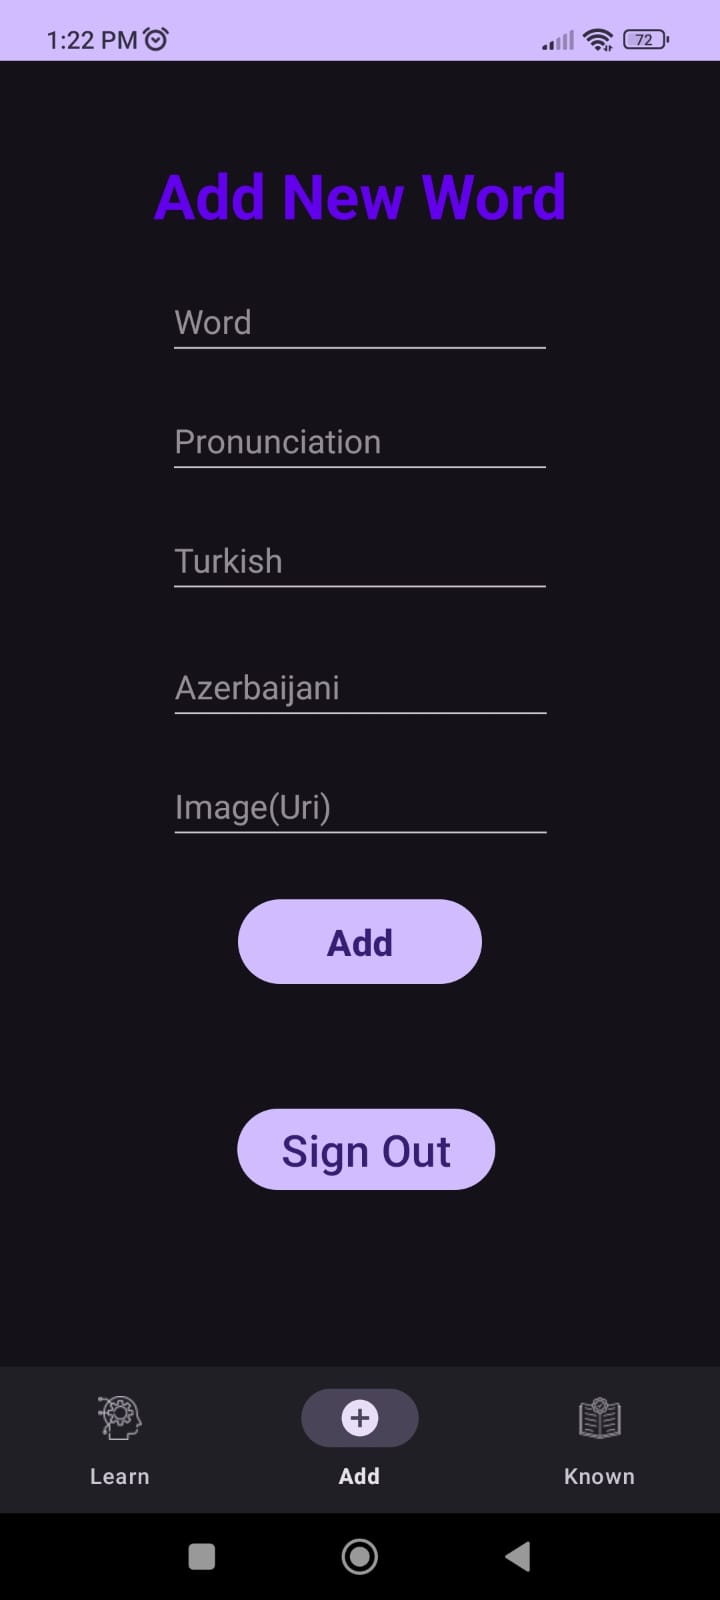 1:22 PM
72
Add New Word
Word
Pronunciation
Turkish
Azerbaijani
Image(Uri)
Add
Sign Out
Learn
Add
Known